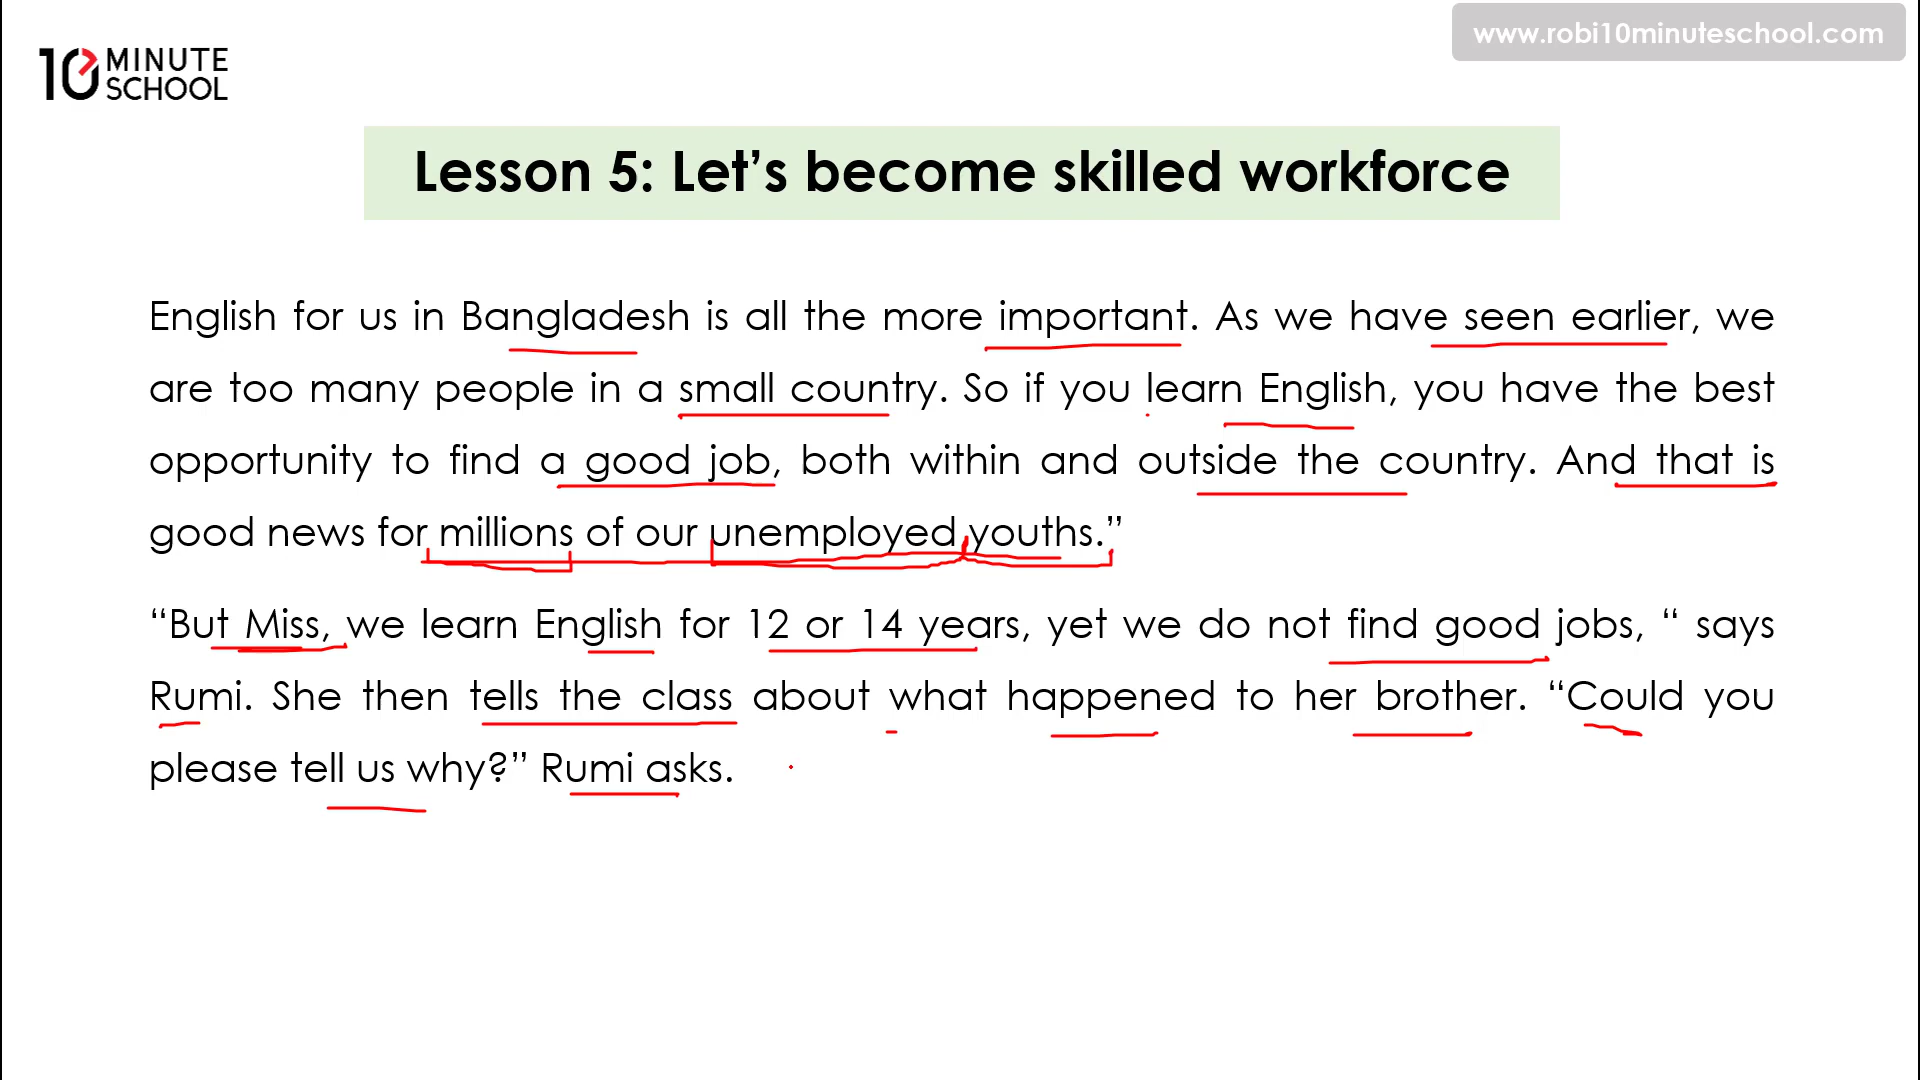 www.robi10minuteschool.com
10 MINUTE
SCHOOL
Lesson 5: Let’s become skilled workforce
English for us in Bangladesh is all the more important. As we have seen earlier, we
are too many people in a small country. So if you learn English, you have the best
opportunity to find a good job, both within and outside the country. And that is
good news for millions of our unemployed youths.”
“But Miss, we learn English for 12 or 14 years, yet we do not find good jobs, “ says
Rumi. She then tells the class about what happened to her brother. “Could you
please tell us why?” Rumi asks.